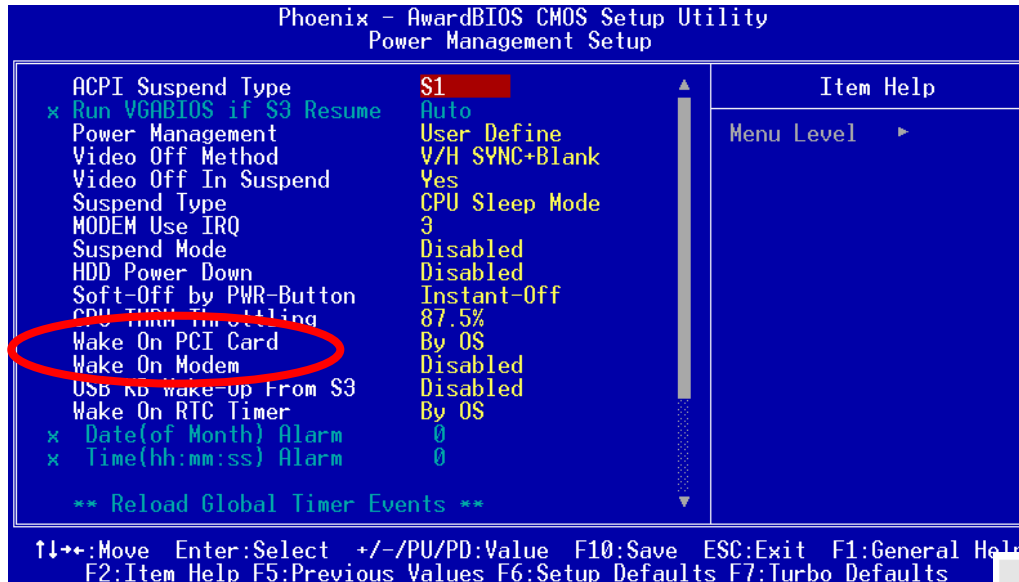 Phoenix - AwardBIOS CMOS Setup Utility
Power Management Setup
ACPI Suspend Type S1
x Run VGABIOS if S3 Resume Auto
Power Management User Define
Video Off Method V/H SYNC+Blank
Video Off In Suspend Yes
Suspend Type CPU Sleep Mode
MODEM Use IRQ 3
Suspend Mode Disabled
HDD Power Down Disabled
Soft-Off by PWR-Button Instant-Off
CPU THRM-Throttling 87.5%
Wake On PCI Card By OS
Wake On Modem Disabled
USB KB Wake-Up From S3 Disabled
Wake On RTC Timer By OS
x Date(of Month) Alarm 0
x Time(hh:mm:ss) Alarm 0
** Reload Global Timer Events **
Item Help
Menu Level ►
↑↓→←:Move Enter:Select +/-/PU/PD:Value F10:Save ESC:Exit F1:General Help
F2:Item Help F5:Previous Values F6:Setup Defaults F7:Turbo Defaults